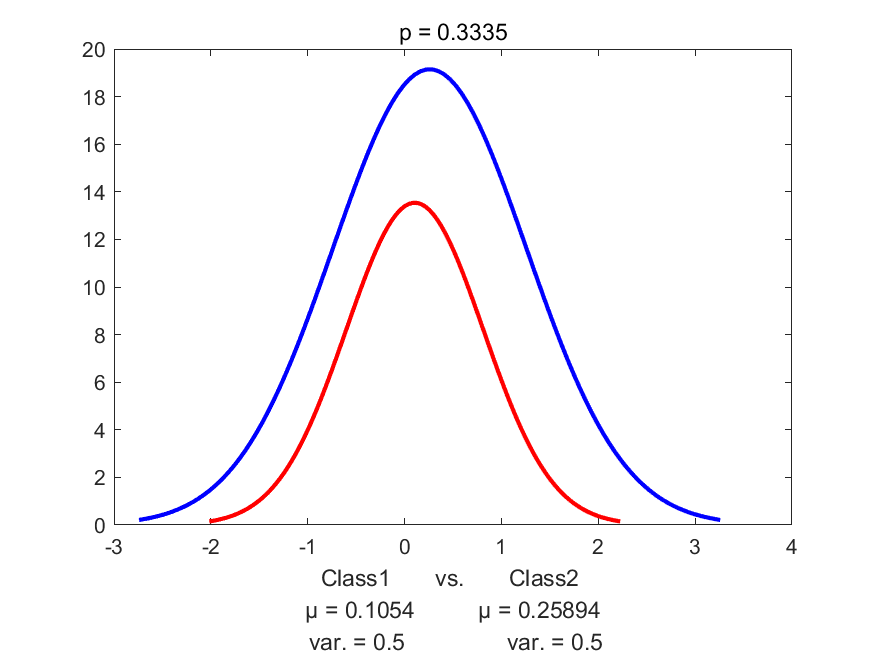 p = 0.3335
20
18
16
14
12
10
8
6
4
2
0
-3 -2 -1 0 1 2 3 4
Class1 vs. Class2
μ = 0.1054 μ = 0.25894
var. = 0.5 var. = 0.5